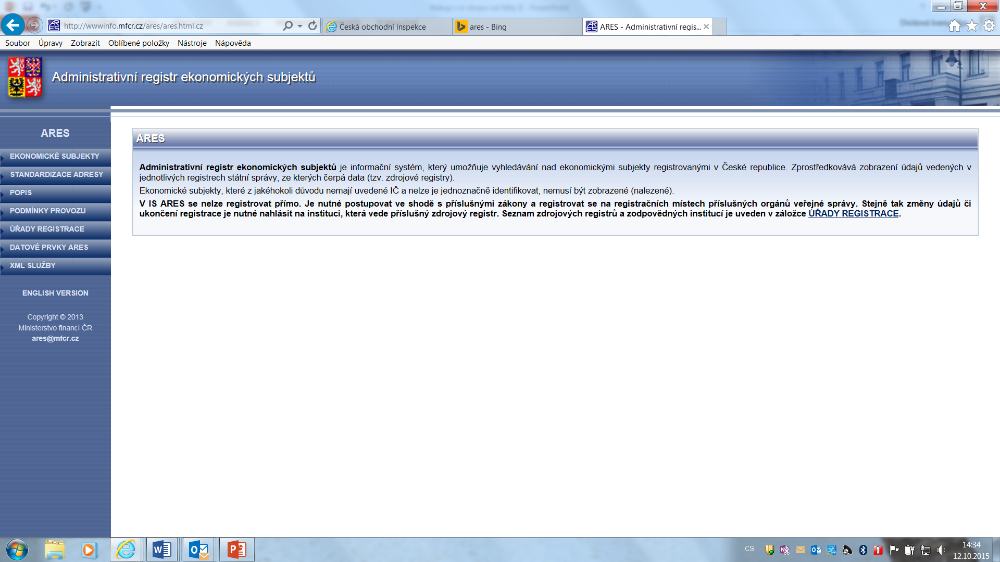 http://wwwinfo.mfcr.cz/ares/ares.html.cz
Česká obchodní inspekce
ares - Bing
ARES - Administrativní regis...
Soubor Úpravy Zobrazit Oblíbené položky Nástroje Nápověda
Administrativní registr ekonomických subjektů
ARES
EKONOMICKÉ SUBJEKTY
STANDARDIZACE ADRESY
POPIS
PODMÍNKY PROVOZU
ÚŘADY REGISTRACE
DATOVÉ PRVKY ARES
XML SLUŽBY
ENGLISH VERSION
Copyright © 2013
Ministerstvo financí ČR
ares@mfcr.cz
ARES
Administrativní registr ekonomických subjektů je informační systém, který umožňuje vyhledávání nad ekonomickými subjekty registrovanými v České republice. Zprostředkovává zobrazení údajů vedených v
jednotlivých registrech státní správy, ze kterých čerpá data (tzv. zdrojové registry).
Ekonomické subjekty, které z jakéhokoli důvodu nemají uvedené IČ a nelze je jednoznačně identifikovat, nemusí být zobrazené (nalezené).
V IS ARES se nelze registrovat přímo. Je nutné postupovat ve shodě s příslušnými zákony a registrovat se na registračních místech příslušných orgánů veřejné správy. Stejně tak změny údajů či
ukončení registrace je nutné nahlásit na instituci, která vede příslušný zdrojový registr. Seznam zdrojových registrů a zodpovědných institucí je uveden v záložce ÚŘADY REGISTRACE.
CS
14:34
12.10.2015